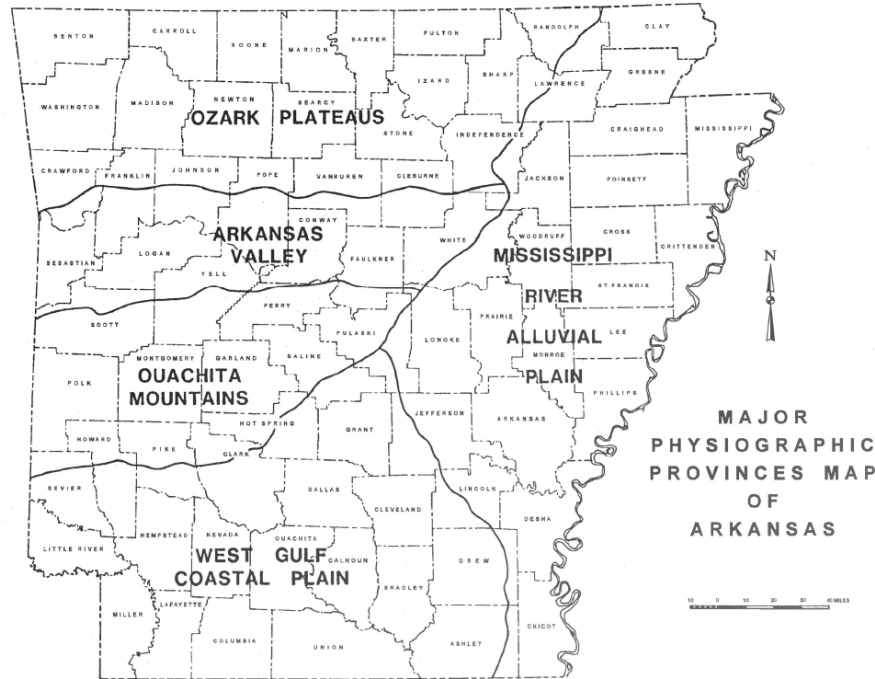 BENTON
CARROLL
BOONE
MARION
BAXTER
FULTON
RANDOLPH
CLAY
IZARD
SHARP
LAWRENCE
GREENE
WASHINGTON
MADISON
NEWTON
SEARCY
OZARK PLATEAUS
STONE
INDEPENDENCE
CRAIGHEAD
MISSISSIPPI
CRAWFORD
FRANKLIN
JOHNSON
POPE
VANBUREN
CLEBURNE
JACKSON
POINSETT
CONWAY
ARKANSAS
VALLEY
WHITE
WOODRUFF
CROSS
CRITTENDEN
MISSISSIPPI
RIVER
ALLUVIAL
PLAIN
SEBASTIAN
LOGAN
YELL
FAULKNER
ST.FRANCIS
N
SCOTT
PERRY
PULASKI
LONOKE
PRAIRIE
LEE
MONROE
MONTGOMERY
GARLAND
SALINE
OUACHITA
MOUNTAINS
POLK
PHILLIPS
HOT SPRING
GRANT
JEFFERSON
ARKANSAS
HOWARD
PIKE
CLARK
MAJOR
PHYSIOGRAPHIC
PROVINCES MAP
OF
ARKANSAS
SEVIER
DALLAS
LINCOLN
CLEVELAND
DESHA
HEMPSTEAD
NEVADA
OUACHITA
LITTLE RIVER
WEST GULF
COASTAL PLAIN
CALHOUN
DREW
BRADLEY
MILLER
LAFAYETTE
COLUMBIA
UNION
ASHLEY
CHICOT
10 0 10 20 30 40 MILES